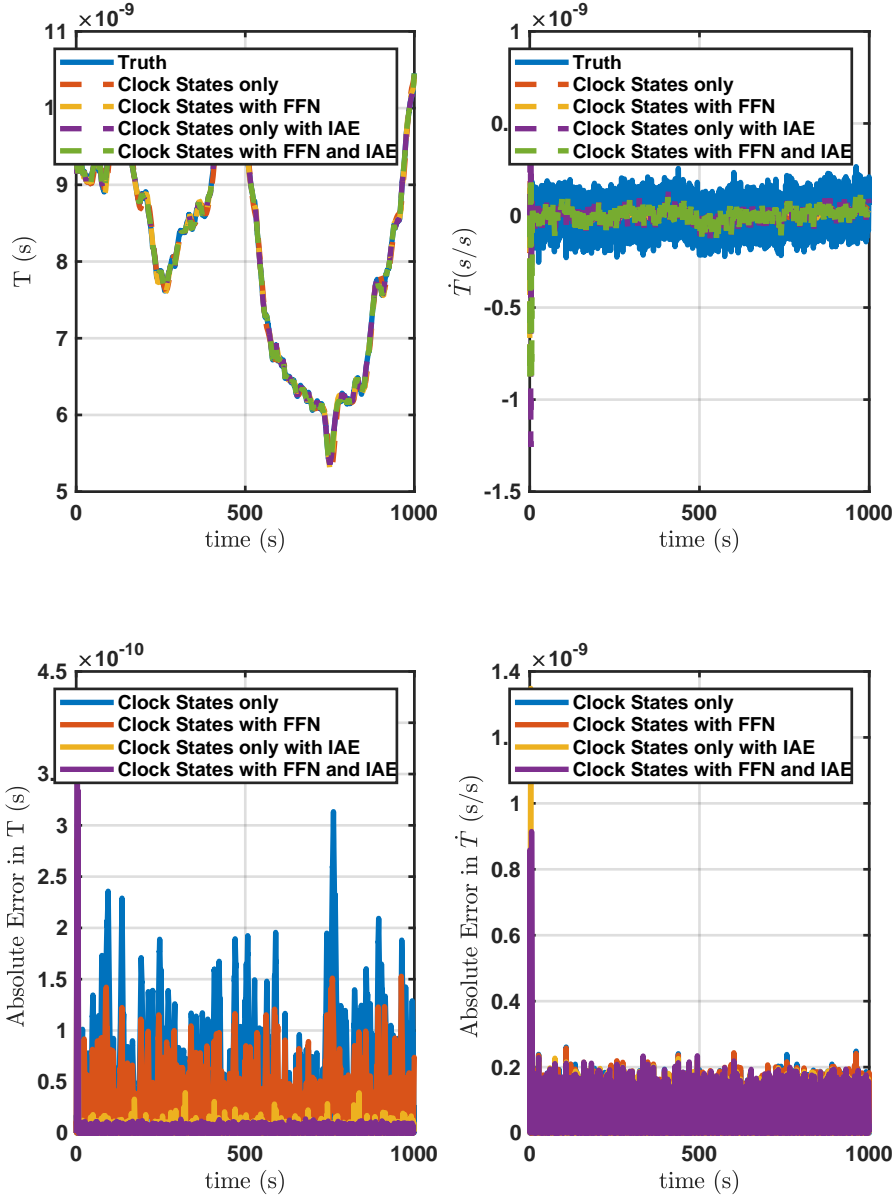 ×10⁻⁹
11
Truth
Clock States only
Clock States with FFN
Clock States only with IAE
Clock States with FFN and IAE
9
8
7
6
5
T (s)
0
500
1000
time (s)
×10⁻⁹
1
Truth
Clock States only
Clock States with FFN
Clock States only with IAE
Clock States with FFN and IAE
0
-0.5
-1
-1.5
Ṫ(s/s)
0
500
1000
time (s)
×10⁻¹⁰
4.5
Clock States only
Clock States with FFN
Clock States only with IAE
Clock States with FFN and IAE
3
2.5
2
1.5
1
0.5
0
Absolute Error in T (s)
0
500
1000
time (s)
×10⁻⁹
1.4
Clock States only
Clock States with FFN
Clock States only with IAE
Clock States with FFN and IAE
1
0.8
0.6
0.4
0.2
0
Absolute Error in Ṫ (s/s)
0
500
1000
time (s)